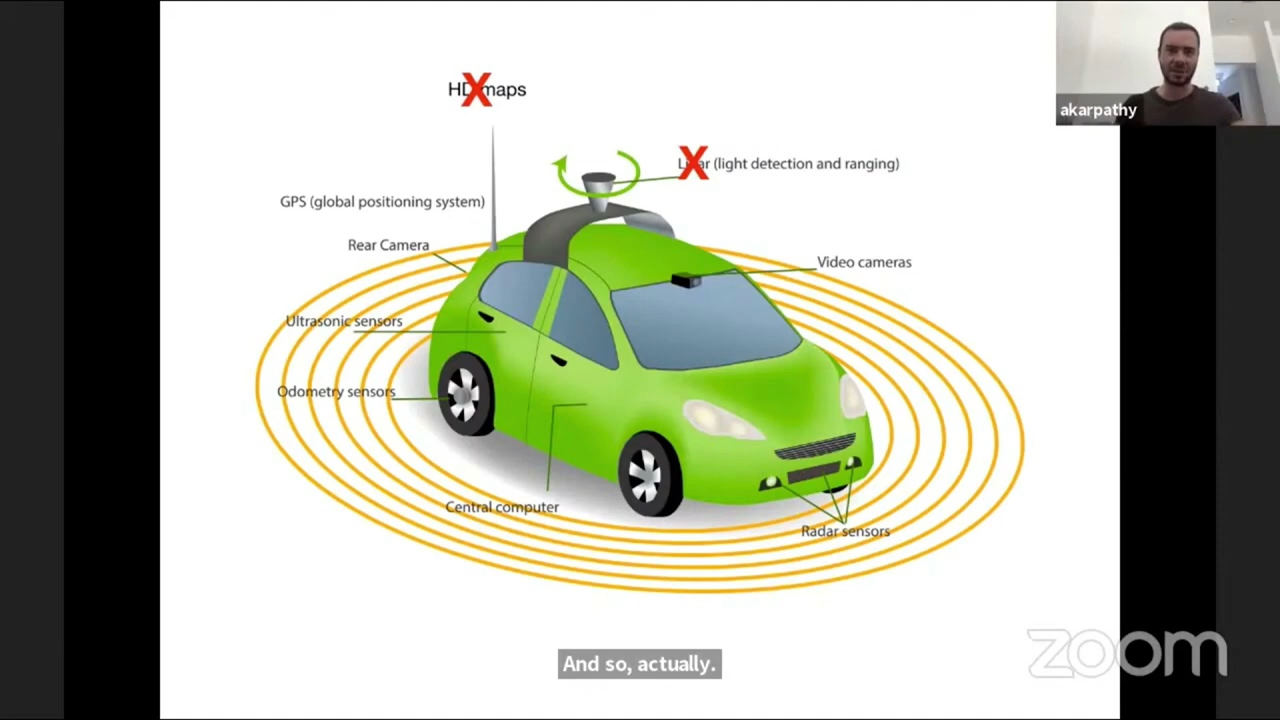 HD maps
akarpathy
Lidar (light detection and ranging)
GPS (global positioning system)
Rear Camera
Video cameras
Ultrasonic sensors
Odometry sensors
Central computer
Radar sensors
And so, actually.
zoom